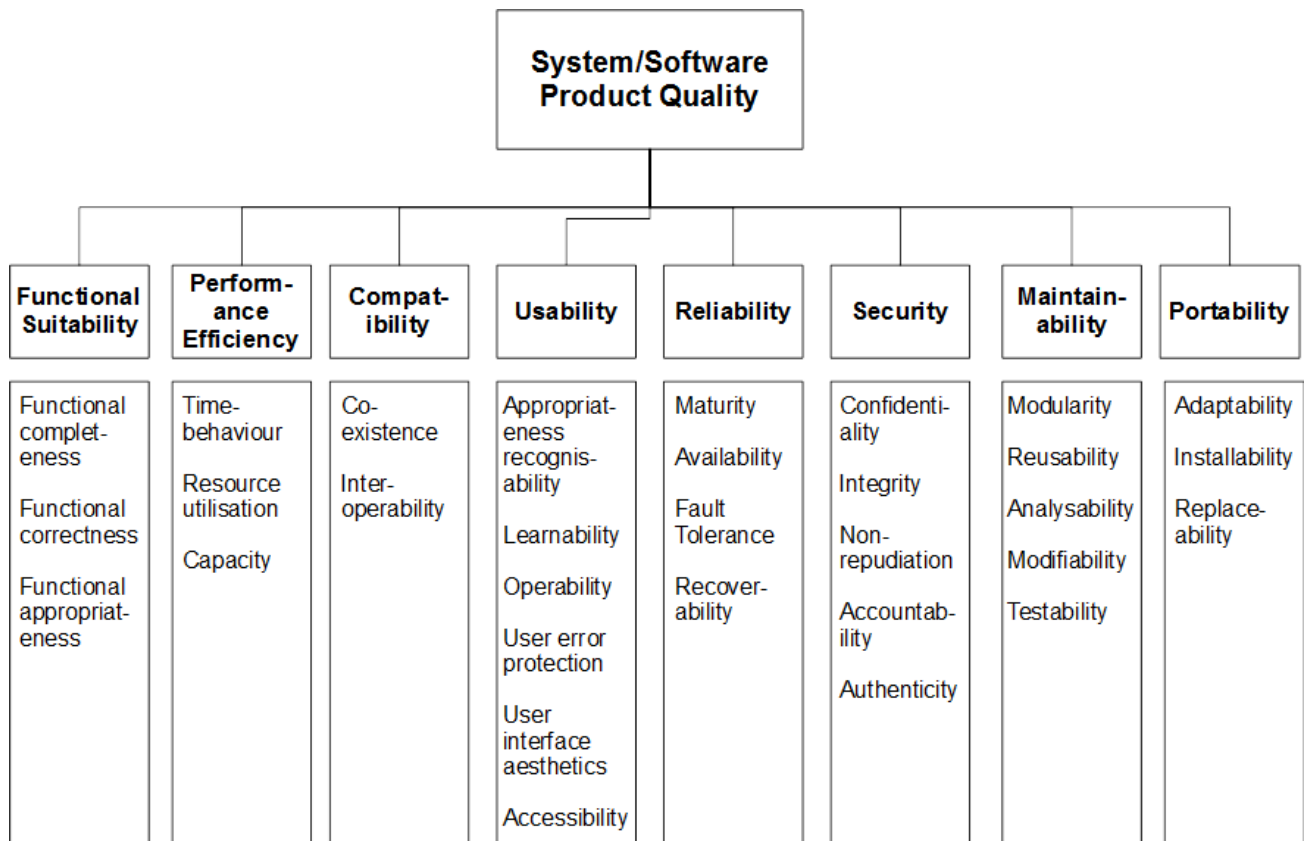 System/Software
Product Quality
Functional
Suitability
Perform-
ance
Efficiency
Compat-
ibility
Usability
Reliability
Security
Maintain-
ability
Portability
Functional
complet-
eness
Functional
correctness
Functional
appropriat-
eness
Time-
behaviour
Resource
utilisation
Capacity
Co-
existence
Inter-
operability
Appropriat-
eness
recognis-
ability
Learnability
Operability
User error
protection
User
interface
aesthetics
Accessibility
Maturity
Availability
Fault
Tolerance
Recover-
ability
Confidenti-
ality
Integrity
Non-
repudiation
Accountab-
ility
Authenticity
Modularity
Reusability
Analysability
Modifiability
Testability
Adaptability
Installability
Replace-
ability